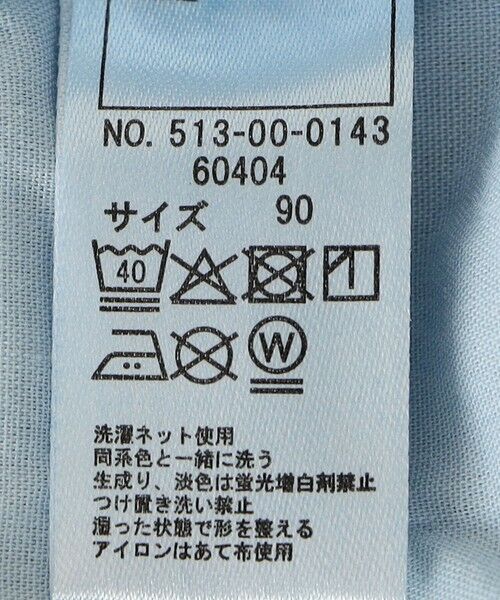 NO. 513-00-0143
60404
サイズ 90
40
W
洗濯ネット使用
同系色と一緒に洗う
生成り、淡色は蛍光増白剤禁止
つけ置き洗い禁止
湿った状態で形を整える
アイロンはあて布使用